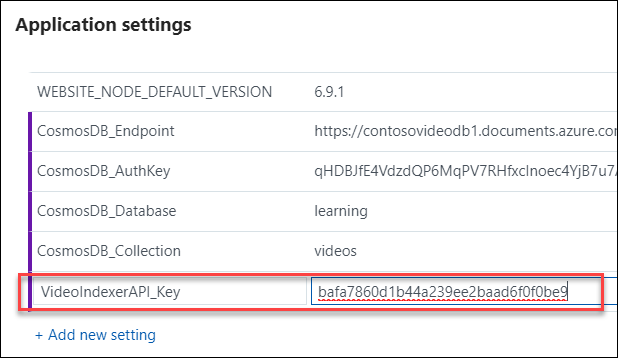 Application settings
WEBSITE_NODE_DEFAULT_VERSION 6.9.1
CosmosDB_Endpoint https://contosovideodb1.documents.azure.co
CosmosDB_AuthKey qHDBJfE4VdzdQP6MqPV7RHfxcInoec4YjB7u7
CosmosDB_Database learning
CosmosDB_Collection videos
VideoIndexerAPI_Key bafa7860d1b44a239ee2baad6f0f0be9
+ Add new setting